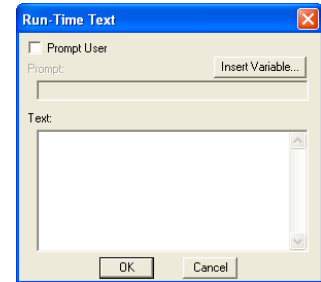 Run-Time Text
Prompt User
Prompt:
Insert Variable...
Text:
OK Cancel